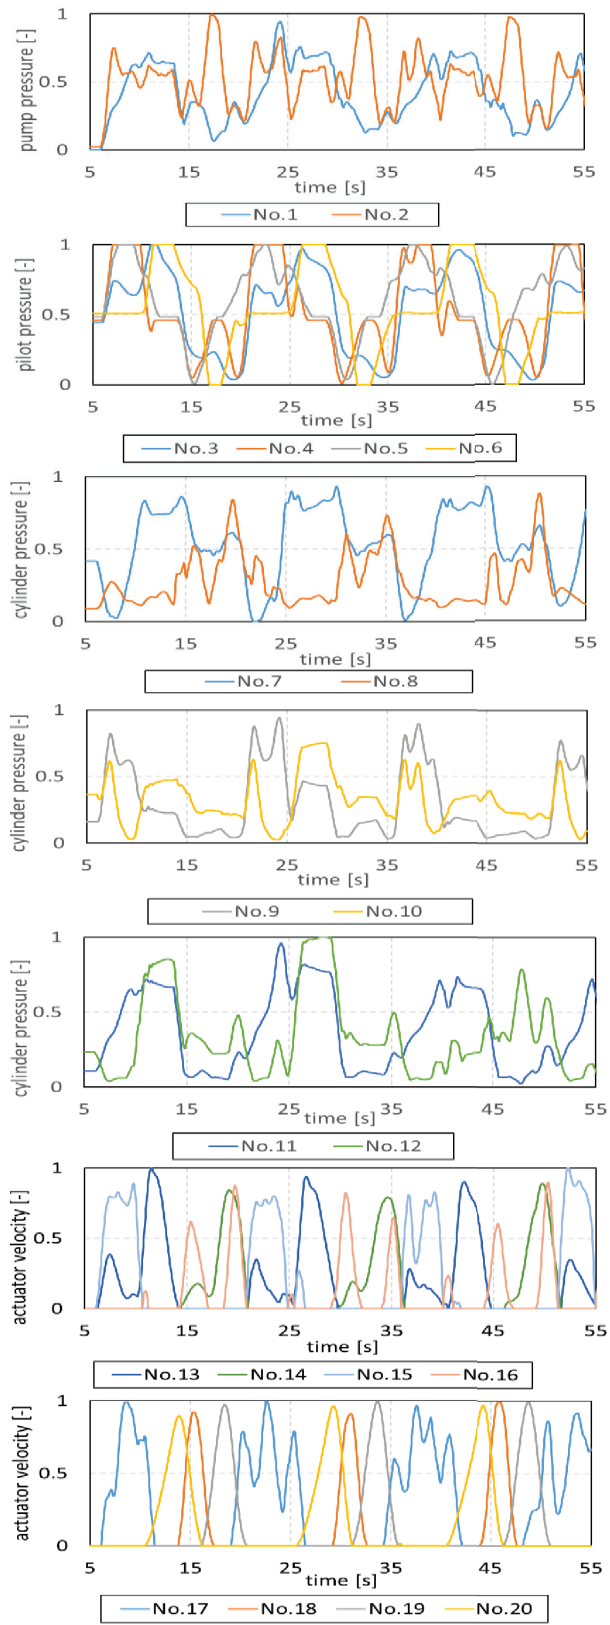 pump pressure [-]
1
0.5
0
5 15 25 35 45 55
time [s]
No.1 No.2
pilot pressure [-]
1
0.5
0
5 15 25 35 45 55
time [s]
No.3 No.4 No.5 No.6
cylinder pressure [-]
1
0.5
0
5 15 25 35 45 55
time [s]
No.7 No.8
cylinder pressure [-]
1
0.5
0
5 15 25 35 45 55
time [s]
No.9 No.10
cylinder pressure [-]
1
0.5
0
5 15 25 35 45 55
time [s]
No.11 No.12
actuator velocity [-]
1
0.5
0
5 15 25 35 45 55
time [s]
No.13 No.14 No.15 No.16
actuator velocity [-]
1
0.5
0
5 15 25 35 45 55
time [s]
No.17 No.18 No.19 No.20